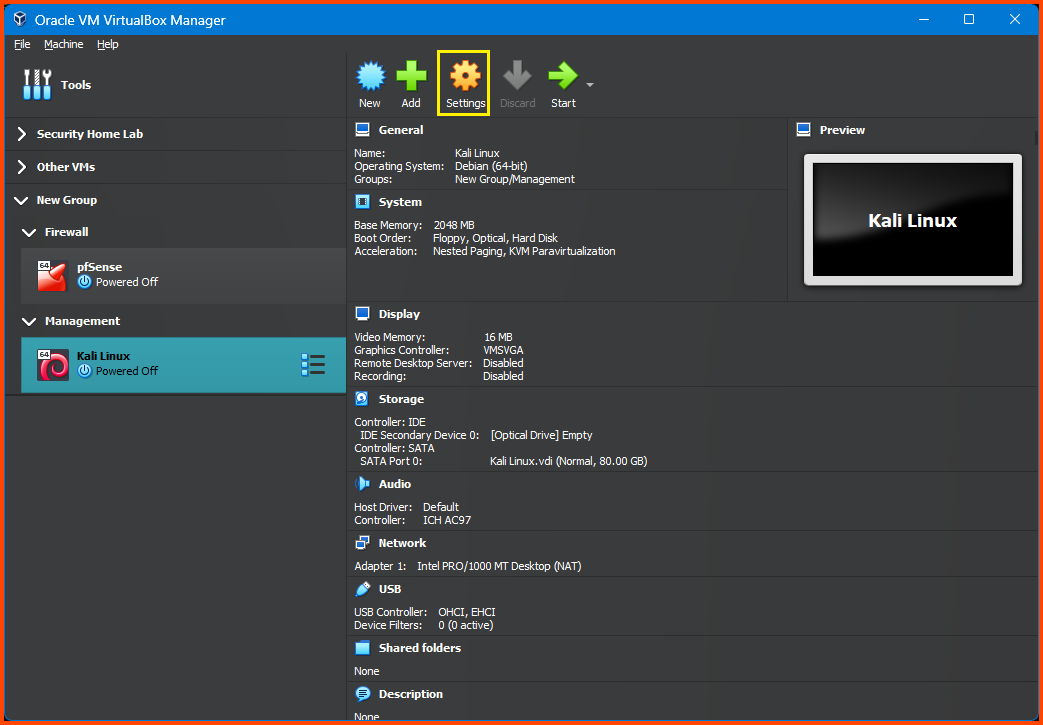 Oracle VM VirtualBox Manager
File Machine Help
Tools
New Add Settings Discard Start
Security Home Lab
Other VMs
New Group
Firewall
64
pfSense
Powered Off
Management
64
Kali Linux
Powered Off
General
Name: Kali Linux
Operating System: Debian (64-bit)
Groups: New Group/Management
System
Base Memory: 2048 MB
Boot Order: Floppy, Optical, Hard Disk
Acceleration: Nested Paging, KVM Paravirtualization
Preview
Kali Linux
Display
Video Memory: 16 MB
Graphics Controller: VMSVGA
Remote Desktop Server: Disabled
Recording: Disabled
Storage
Controller: IDE
IDE Secondary Device 0: [Optical Drive] Empty
Controller: SATA
SATA Port 0: Kali Linux.vdi (Normal, 80.00 GB)
Audio
Host Driver: Default
Controller: ICH AC97
Network
Adapter 1: Intel PRO/1000 MT Desktop (NAT)
USB
USB Controller: OHCI, EHCI
Device Filters: 0 (0 active)
Shared folders
None
Description
None